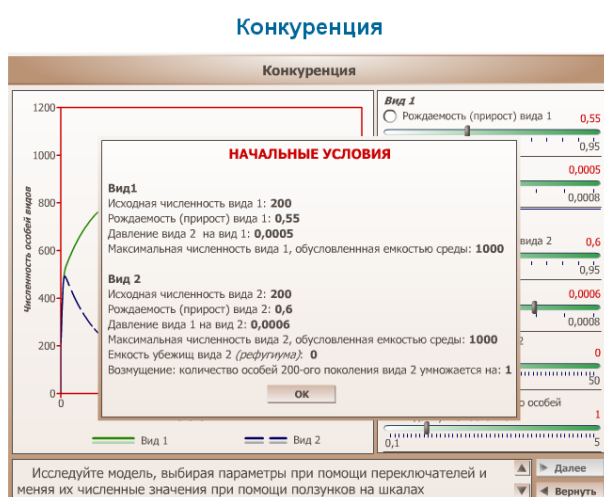 Конкуренция
Конкуренция
1200
1000
800
600
400
200
0
0
Численность особей видов
Вид 1
Вид 2
НАЧАЛЬНЫЕ УСЛОВИЯ
Вид1
Исходная численность вида 1: 200
Рождаемость (прирост) вида 1: 0,55
Давление вида 2 на вид 1: 0,0005
Максимальная численность вида 1, обусловленнная емкостью среды: 1000
Вид 2
Исходная численность вида 2: 200
Рождаемость (прирост) вида 2: 0,6
Давление вида 1 на вид 2: 0,0006
Максимальная численность вида 2, обусловленная емкостью среды: 1000
Емкость убежищ вида 2 (рефугиума): 0
Возмущение: количество особей 200-ого поколения вида 2 умножается на: 1
ОК
Вид 1
Рождаемость (прирост) вида 1 0,55
0,95
0,0005
0,0008
вида 2 0,6
0,95
0,0006
0,0008
2
0
50
о особей
1
0,1 5
Исследуйте модель, выбирая параметры при помощи переключателей и
меняя их численные значения при помощи ползунков на шкалах
Далее
Вернуть